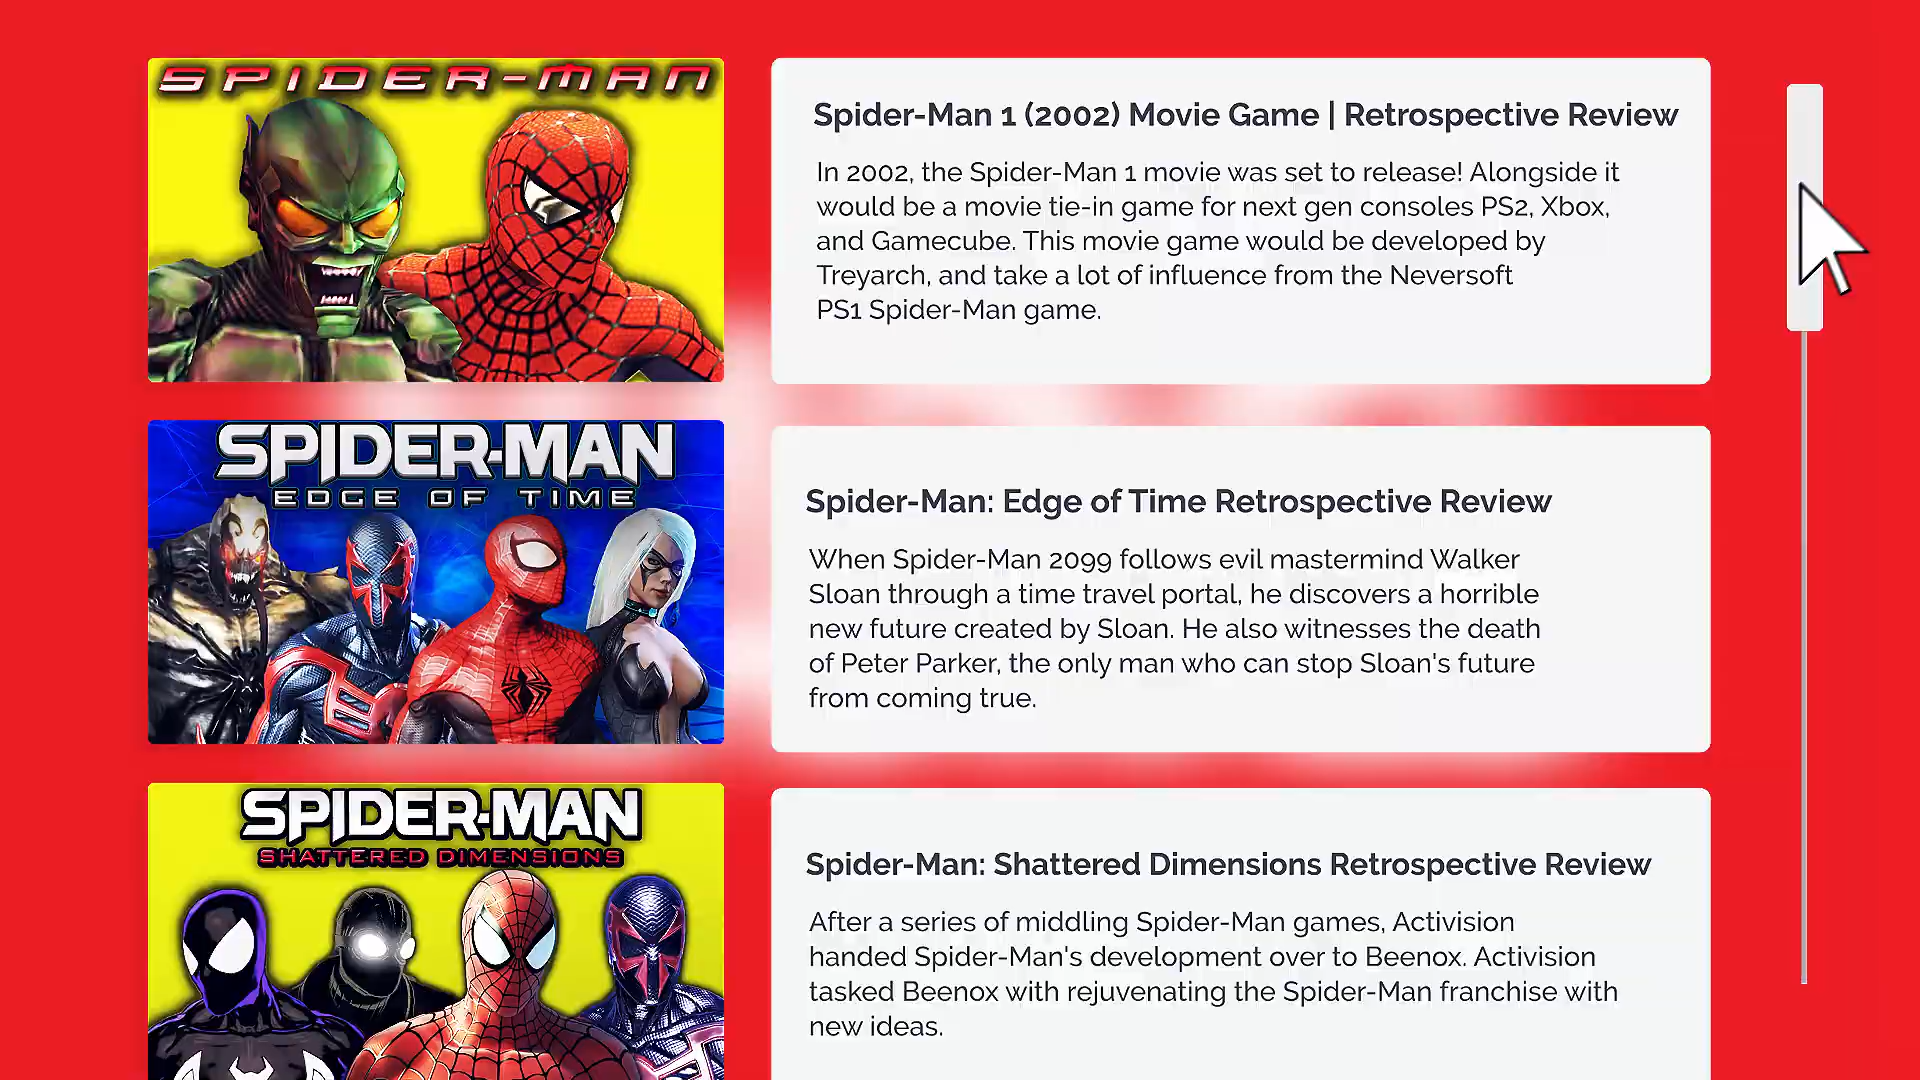 SPIDER-MAN
Spider-Man 1 (2002) Movie Game | Retrospective Review
In 2002, the Spider-Man 1 movie was set to release! Alongside it
would be a movie tie-in game for next gen consoles PS2, Xbox,
and Gamecube. This movie game would be developed by
Treyarch, and take a lot of influence from the Neversoft
PS1 Spider-Man game.
SPIDER-MAN
EDGE OF TIME
Spider-Man: Edge of Time Retrospective Review
When Spider-Man 2099 follows evil mastermind Walker
Sloan through a time travel portal, he discovers a horrible
new future created by Sloan. He also witnesses the death
of Peter Parker, the only man who can stop Sloan's future
from coming true.
SPIDER-MAN
SHATTERED DIMENSIONS
Spider-Man: Shattered Dimensions Retrospective Review
After a series of middling Spider-Man games, Activision
handed Spider-Man's development over to Beenox. Activision
tasked Beenox with rejuvenating the Spider-Man franchise with
new ideas.